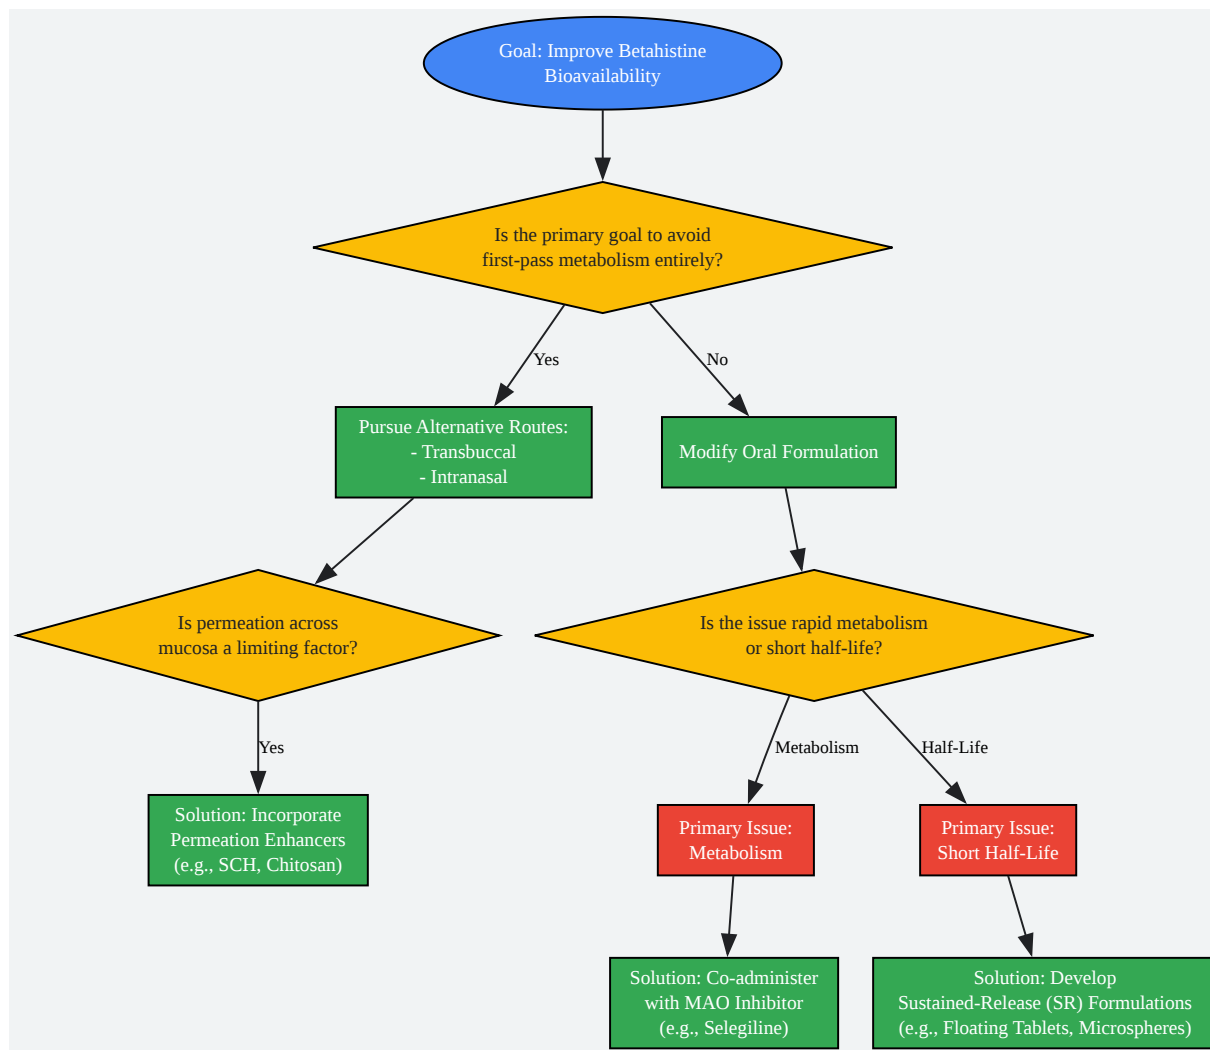 Goal: Improve Betahistine
Bioavailability
Is the primary goal to avoid
first-pass metabolism entirely?
Yes
No
Pursue Alternative Routes:
- Transbuccal
- Intranasal
Modify Oral Formulation
Is permeation across
mucosa a limiting factor?
Is the issue rapid metabolism
or short half-life?
Yes
Metabolism
Half-Life
Solution: Incorporate
Permeation Enhancers
(e.g., SCH, Chitosan)
Primary Issue:
Metabolism
Primary Issue:
Short Half-Life
Solution: Co-administer
with MAO Inhibitor
(e.g., Selegiline)
Solution: Develop
Sustained-Release (SR) Formulations
(e.g., Floating Tablets, Microspheres)